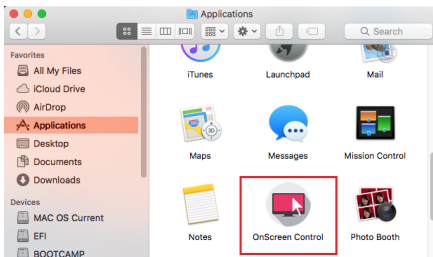 Applications
Search
Favorites
All My Files
iCloud Drive
AirDrop
Applications
Desktop
Documents
Downloads
Devices
MAC OS Current
EFI
BOOTCAMP
iTunes
Launchpad
Mail
3D
Maps
Messages
Mission Control
Notes
OnScreen Control
Photo Booth